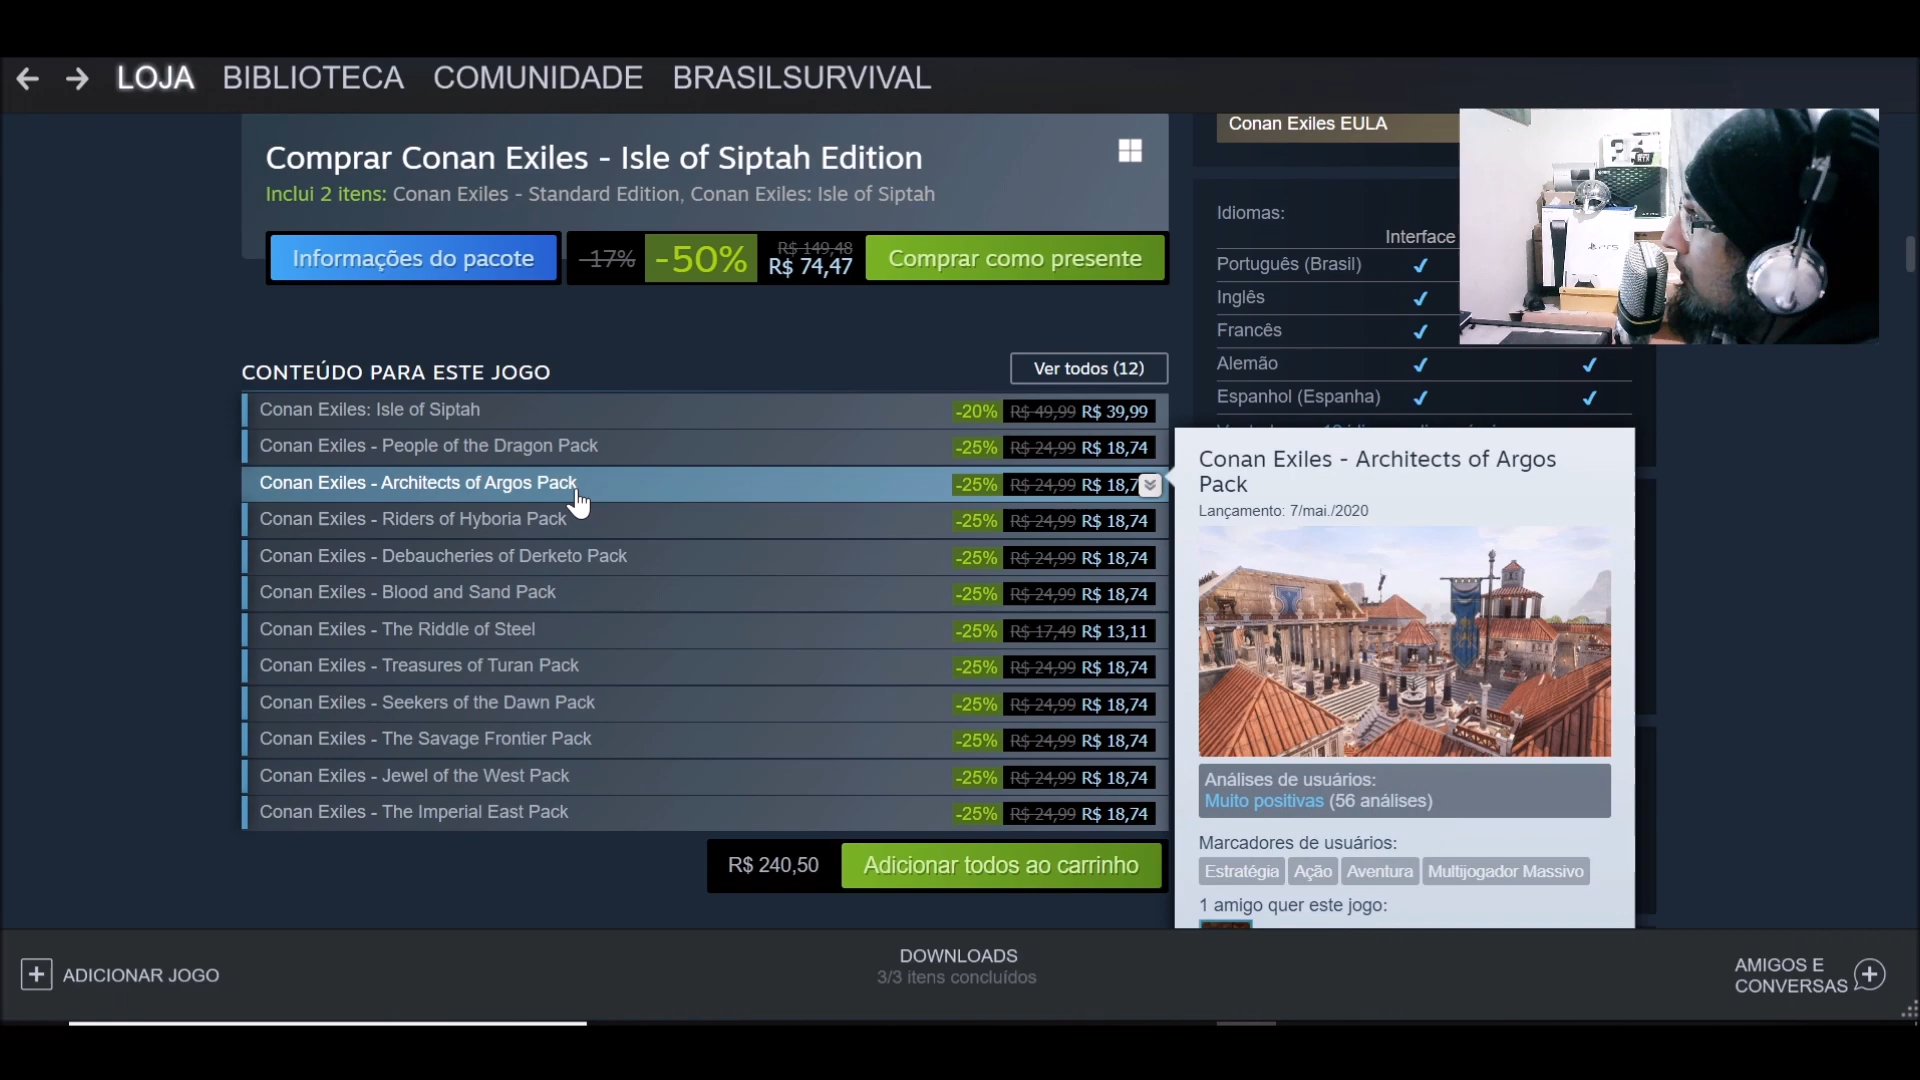 LOJA BIBLIOTECA COMUNIDADE BRASILSURVIVAL
Comprar Conan Exiles - Isle of Siptah Edition
Inclui 2 itens: Conan Exiles - Standard Edition, Conan Exiles: Isle of Siptah
Informações do pacote -17% -50% R$ 149,48 R$ 74,47 Comprar como presente
Conan Exiles EULA
Idiomas:
Interface
Português (Brasil)
Inglês
Francês
Alemão
Espanhol (Espanha)
CONTEÚDO PARA ESTE JOGO Ver todos (12)
Conan Exiles: Isle of Siptah -20% R$ 49,99 R$ 39,99
Conan Exiles - People of the Dragon Pack -25% R$ 24,99 R$ 18,74
Conan Exiles - Architects of Argos Pack -25% R$ 24,99 R$ 18,7
Conan Exiles - Riders of Hyboria Pack -25% R$ 24,99 R$ 18,74
Conan Exiles - Debaucheries of Derketo Pack -25% R$ 24,99 R$ 18,74
Conan Exiles - Blood and Sand Pack -25% R$ 24,99 R$ 18,74
Conan Exiles - The Riddle of Steel -25% R$ 17,49 R$ 13,11
Conan Exiles - Treasures of Turan Pack -25% R$ 24,99 R$ 18,74
Conan Exiles - Seekers of the Dawn Pack -25% R$ 24,99 R$ 18,74
Conan Exiles - The Savage Frontier Pack -25% R$ 24,99 R$ 18,74
Conan Exiles - Jewel of the West Pack -25% R$ 24,99 R$ 18,74
Conan Exiles - The Imperial East Pack -25% R$ 24,99 R$ 18,74
R$ 240,50 Adicionar todos ao carrinho
Conan Exiles - Architects of Argos
Pack
Lançamento: 7/mai./2020
Análises de usuários:
Muito positivas (56 análises)
Marcadores de usuários:
Estratégia Ação Aventura Multijogador Massivo
1 amigo quer este jogo:
ADICIONAR JOGO
DOWNLOADS
3/3 itens concluídos
AMIGOS E
CONVERSAS